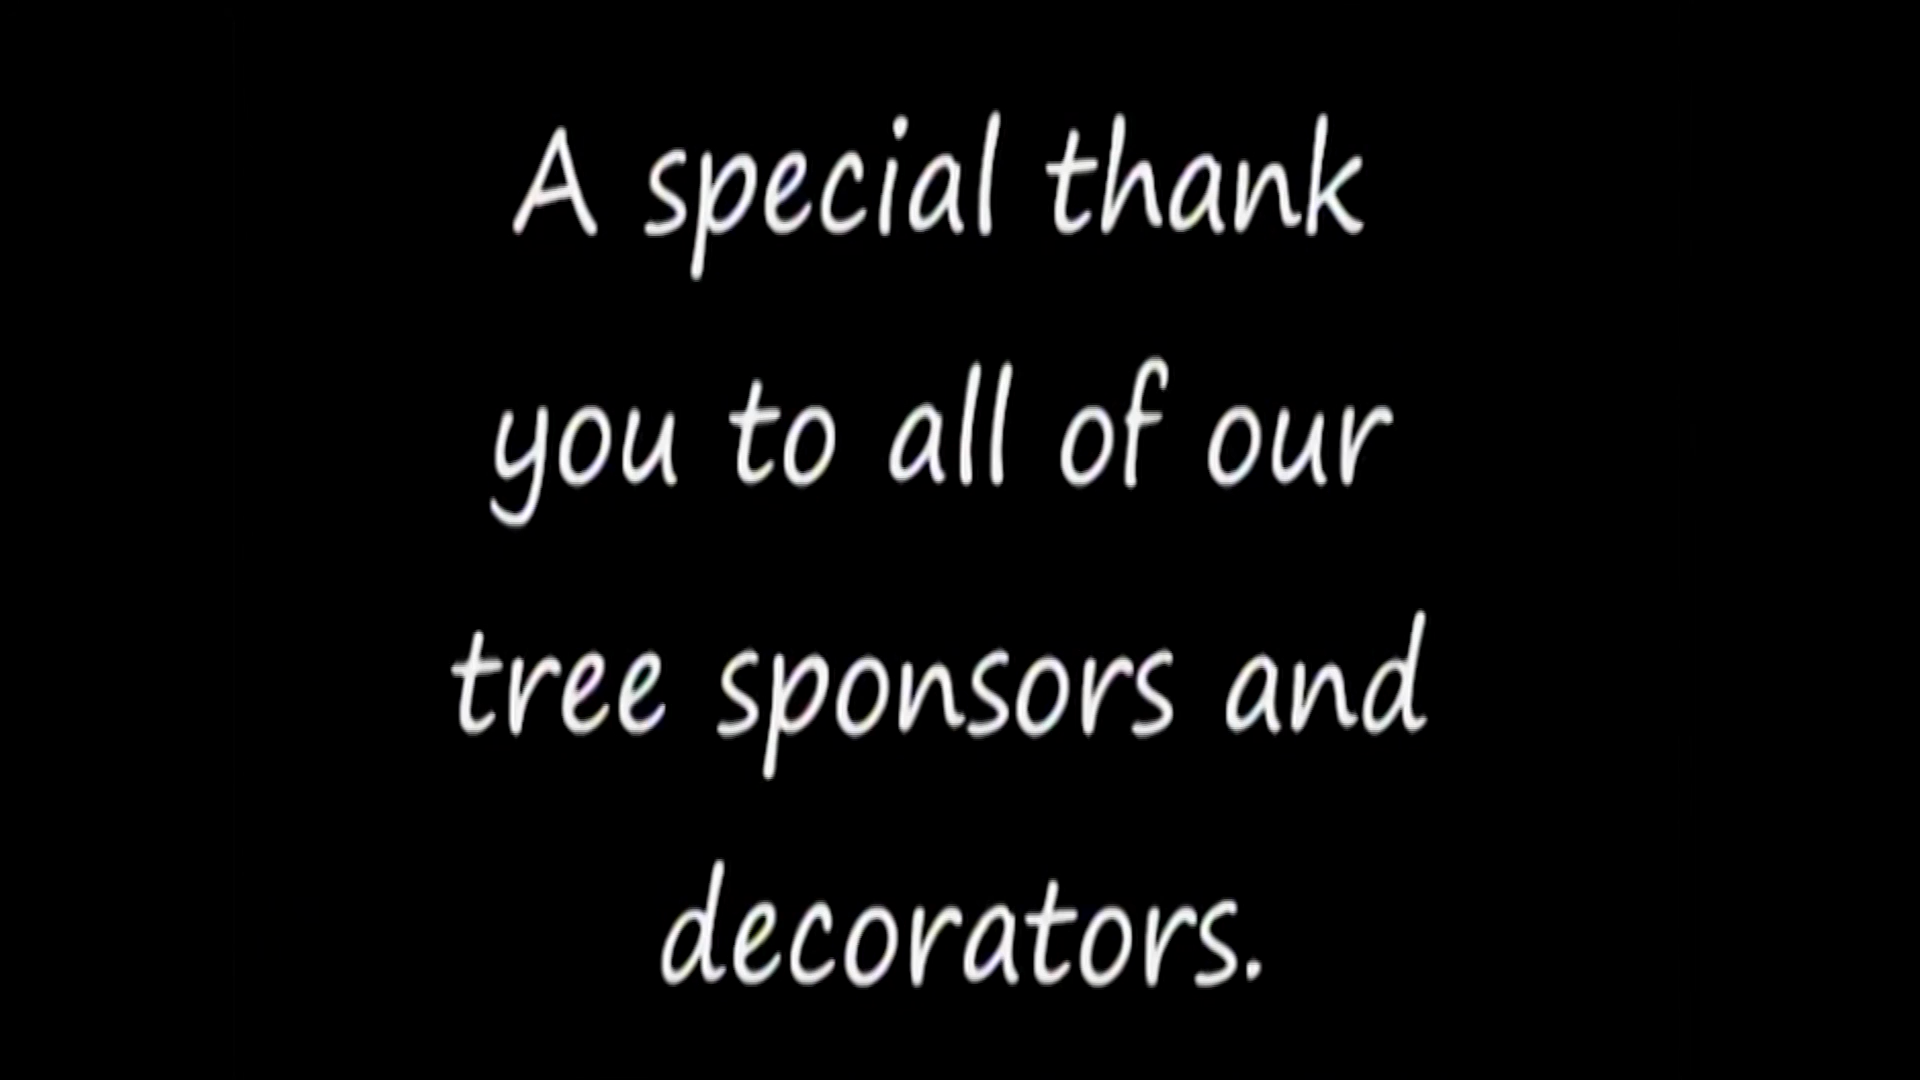 A special thank
you to all of our
tree sponsors and
decorators.